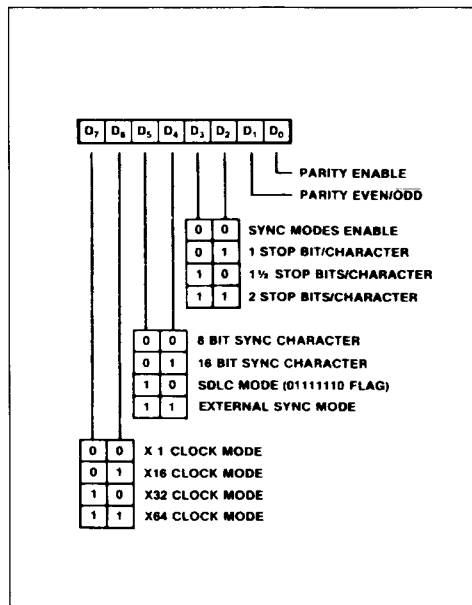 D7 D6 D5 D4 D3 D2 D1 D0
PARITY ENABLE
PARITY EVEN/ODD
0 0 SYNC MODES ENABLE
0 1 1 STOP BIT/CHARACTER
1 0 1½ STOP BITS/CHARACTER
1 1 2 STOP BITS/CHARACTER
0 0 8 BIT SYNC CHARACTER
0 1 16 BIT SYNC CHARACTER
1 0 SDLC MODE (01111110 FLAG)
1 1 EXTERNAL SYNC MODE
0 0 X 1 CLOCK MODE
0 1 X16 CLOCK MODE
1 0 X32 CLOCK MODE
1 1 X64 CLOCK MODE